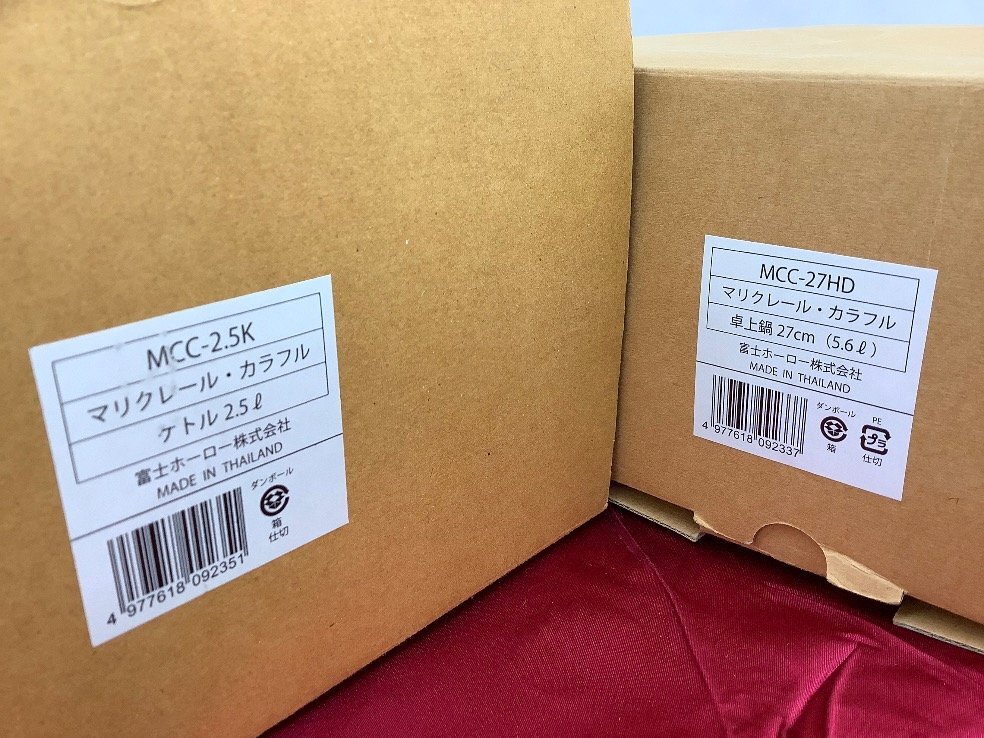 MCC-2.5K
マリクレール・カラフル
ケトル 2.5ℓ
富士ホーロー株式会社
MADE IN THAILAND
ダンボール
箱
仕切
4 977618 092351
MCC-27HD
マリクレール・カラフル
卓上鍋 27cm（5.6ℓ）
富士ホーロー株式会社
MADE IN THAILAND
ダンボール
箱
PE
プラ
仕切
4 977618 092337